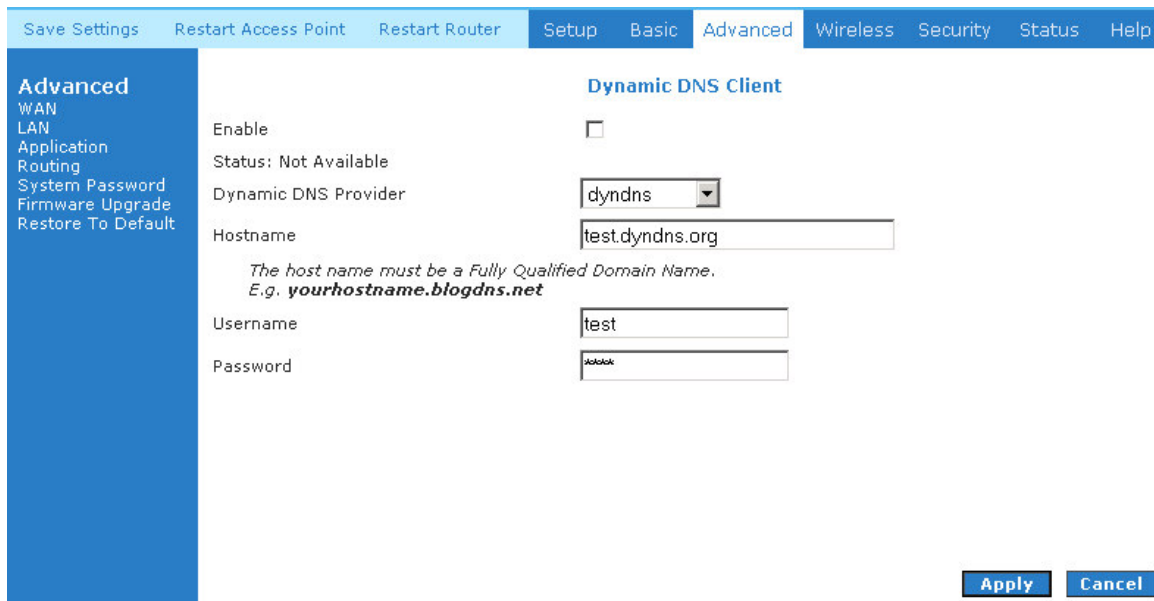 Save Settings Restart Access Point Restart Router Setup Basic Advanced Wireless Security Status Help
Advanced
WAN
LAN
Application
Routing
System Password
Firmware Upgrade
Restore To Default
Dynamic DNS Client
Enable
Status: Not Available
Dynamic DNS Provider dyndns
Hostname test.dyndns.org
The host name must be a Fully Qualified Domain Name.
E.g. yourhostname.blogdns.net
Username test
Password ****
Apply Cancel